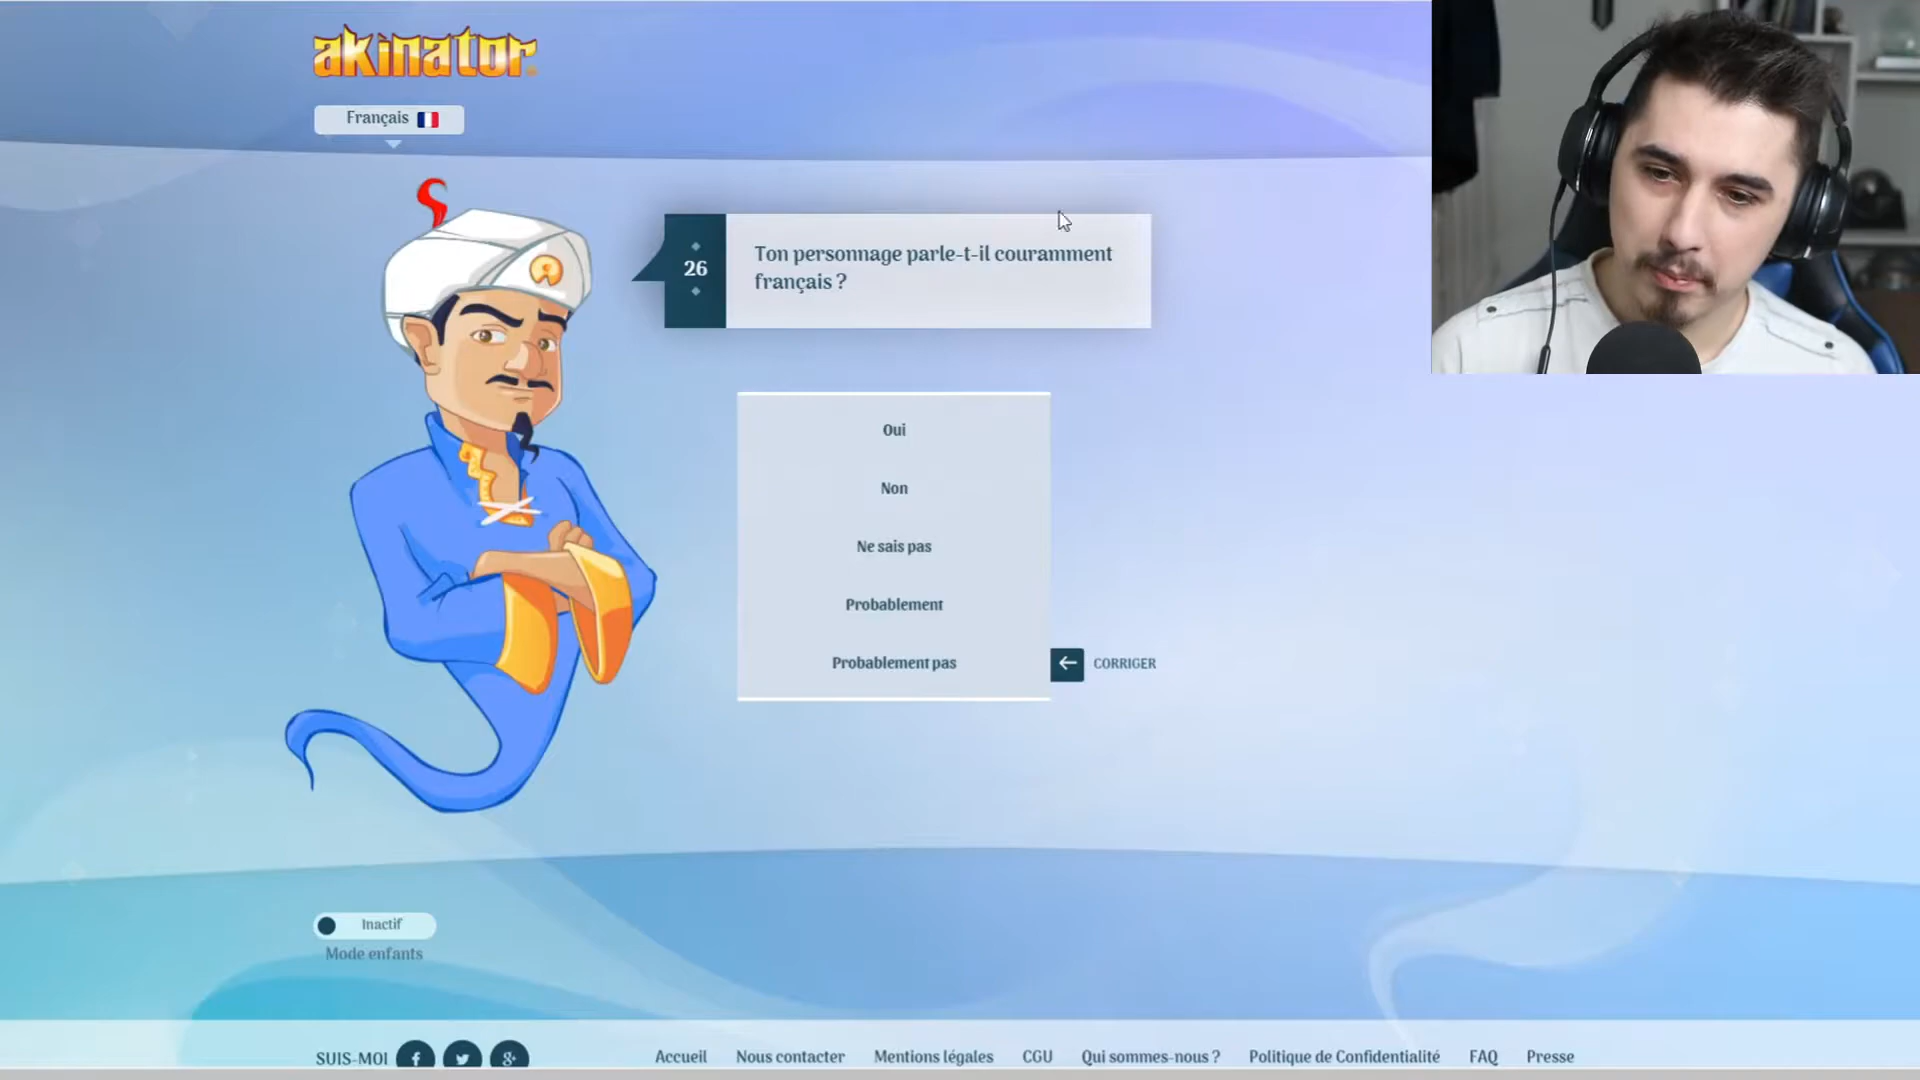 akinator
Français
26
Ton personnage parle-t-il couramment
français ?
Oui
Non
Ne sais pas
Probablement
Probablement pas
CORRIGER
Inactif
Mode enfants
SUIS-MOI
Accueil Nous contacter Mentions légales CGU Qui sommes-nous ? Politique de Confidentialité FAQ Presse